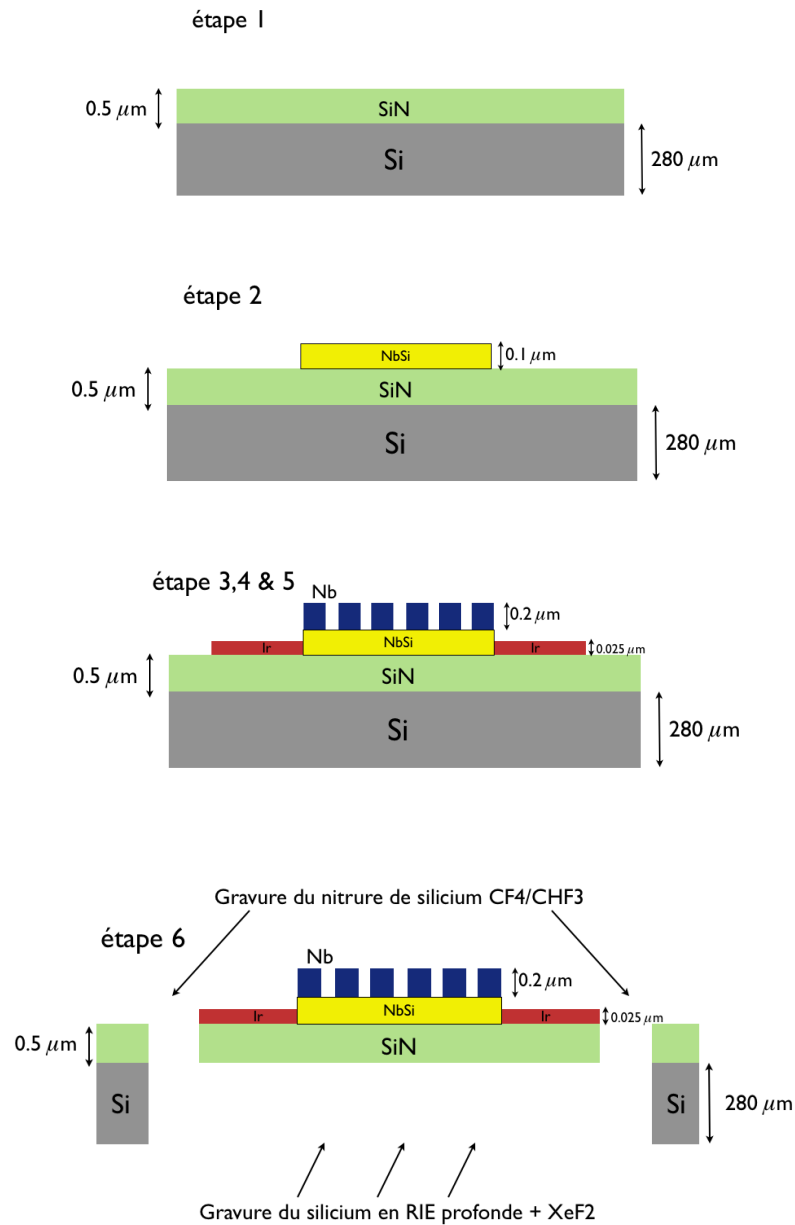 étape 1
0.5 μm
SiN
Si
280 μm
étape 2
NbSi
0.1 μm
0.5 μm
SiN
Si
280 μm
étape 3,4 & 5
Nb
0.2 μm
Ir
NbSi
Ir
0.025 μm
0.5 μm
SiN
Si
280 μm
Gravure du nitrure de silicium CF4/CHF3
étape 6
Nb
0.2 μm
Ir
NbSi
Ir
0.025 μm
0.5 μm
SiN
Si
Si
280 μm
Gravure du silicium en RIE profonde + XeF2